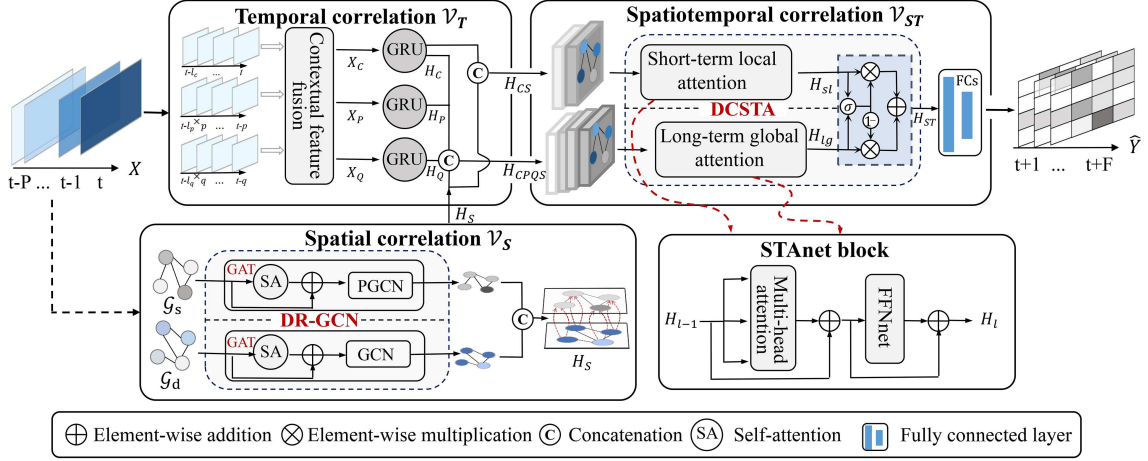 Temporal correlation 𝒱_T
Spatiotemporal correlation 𝒱_ST
t-l_c ... t
t-l_p×p ... t-p
t-l_q×q ... t-q
Contextual feature
fusion
X_C
X_P
X_Q
GRU
GRU
GRU
H_C
H_P
H_Q
C
C
H_CS
H_CPQS
H_S
Short-term local
attention
DCSTA
Long-term global
attention
H_sl
H_lg
σ
1-
H_ST
FCs
X
t-P ... t-1 t
Ŷ
t+1 ... t+F
Spatial correlation 𝒱_S
𝒢_s
GAT
SA
PGCN
DR-GCN
𝒢_d
GAT
SA
GCN
C
H_S
STAnet block
H_{l-1}
Multi-head
attention
FFNnet
H_l
Element-wise addition
Element-wise multiplication
C Concatenation
SA Self-attention
Fully connected layer